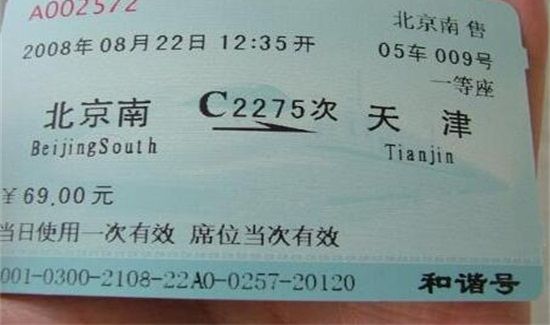 A002572
北京南 售
2008年08月22日 12:35开
05车 009号
一等座
北京南 C2275次 天津
BeijingSouth Tianjin
¥69.00元
当日使用一次有效 席位当次有效
001-0300-2108-22A0-0257-20120 和谐号